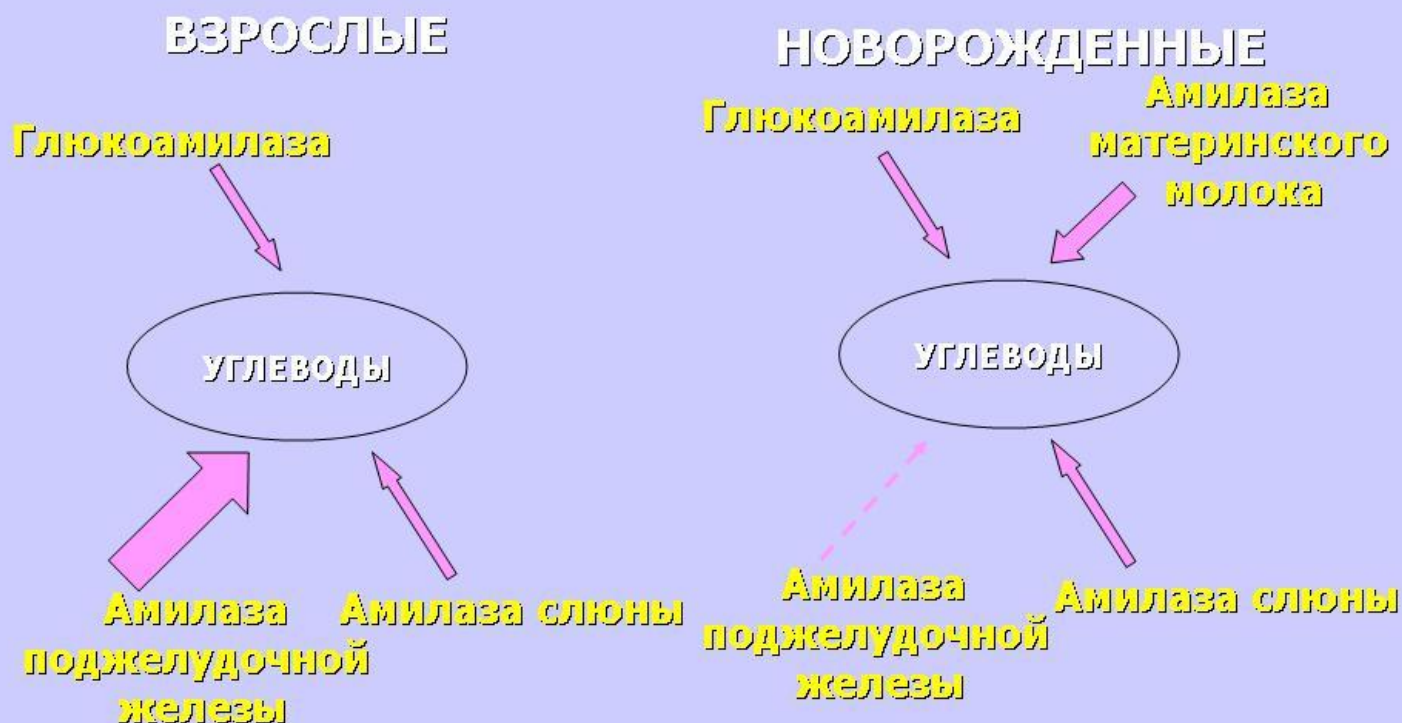 ВЗРОСЛЫЕ
Глюкоамилаза
УГЛЕВОДЫ
Амилаза
поджелудочной
железы
Амилаза слюны
НОВОРОЖДЕННЫЕ
Глюкоамилаза
Амилаза
материнского
молока
УГЛЕВОДЫ
Амилаза
поджелудочной
железы
Амилаза слюны